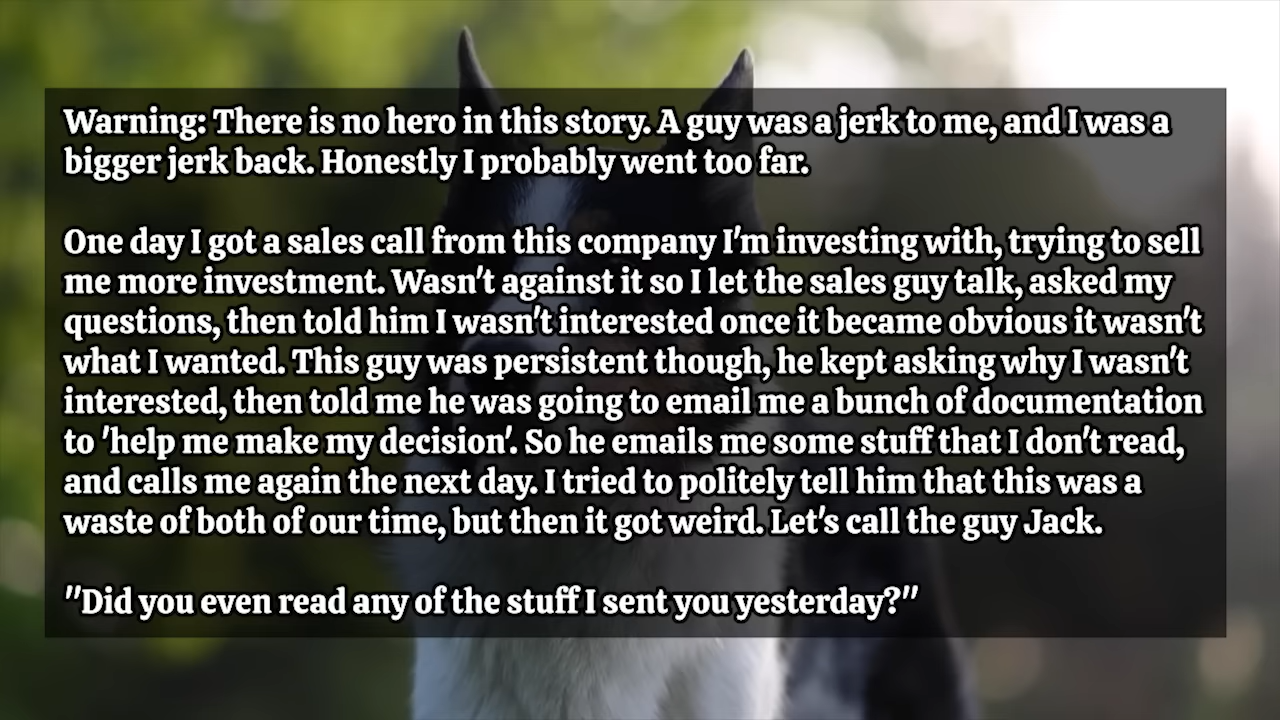 Warning: There is no hero in this story. A guy was a jerk to me, and I was a
bigger jerk back. Honestly I probably went too far.
One day I got a sales call from this company I'm investing with, trying to sell
me more investment. Wasn't against it so I let the sales guy talk, asked my
questions, then told him I wasn't interested once it became obvious it wasn't
what I wanted. This guy was persistent though, he kept asking why I wasn't
interested, then told me he was going to email me a bunch of documentation
to 'help me make my decision'. So he emails me some stuff that I don't read,
and calls me again the next day. I tried to politely tell him that this was a
waste of both of our time, but then it got weird. Let's call the guy Jack.
"Did you even read any of the stuff I sent you yesterday?"